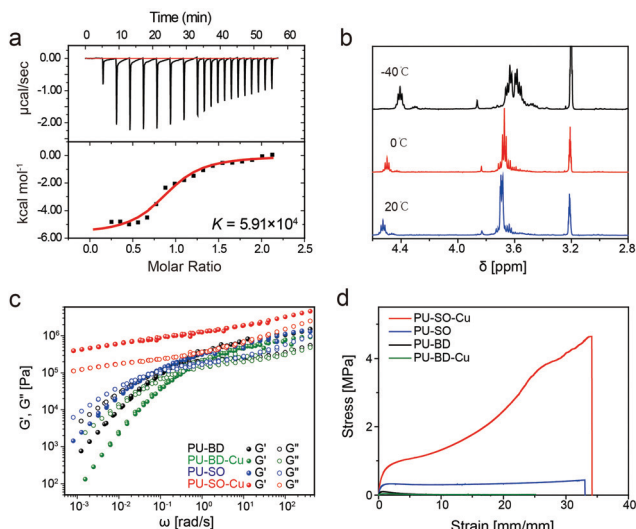 a
Time (min)
0 10 20 30 40 50 60
0.00
-1.00
-2.00
µcal/sec
0.00
-2.00
-4.00
-6.00
kcal mol⁻¹
K = 5.91×10⁴
0.0 0.5 1.0 1.5 2.0 2.5
Molar Ratio
b
-40℃
0℃
20℃
4.4 3.6 3.2 2.8
δ [ppm]
c
G', G" [Pa]
10⁶
10⁵
10⁴
10³
10²
PU-BD G' G"
PU-BD-Cu G' G"
PU-SO G' G"
PU-SO-Cu G' G"
10⁻³ 10⁻² 10⁻¹ 10⁰ 10¹ 10²
ω [rad/s]
d
PU-SO-Cu
PU-SO
PU-BD
PU-BD-Cu
Stress [MPa]
4
2
0
0 10 20 30 40
Strain [mm/mm]